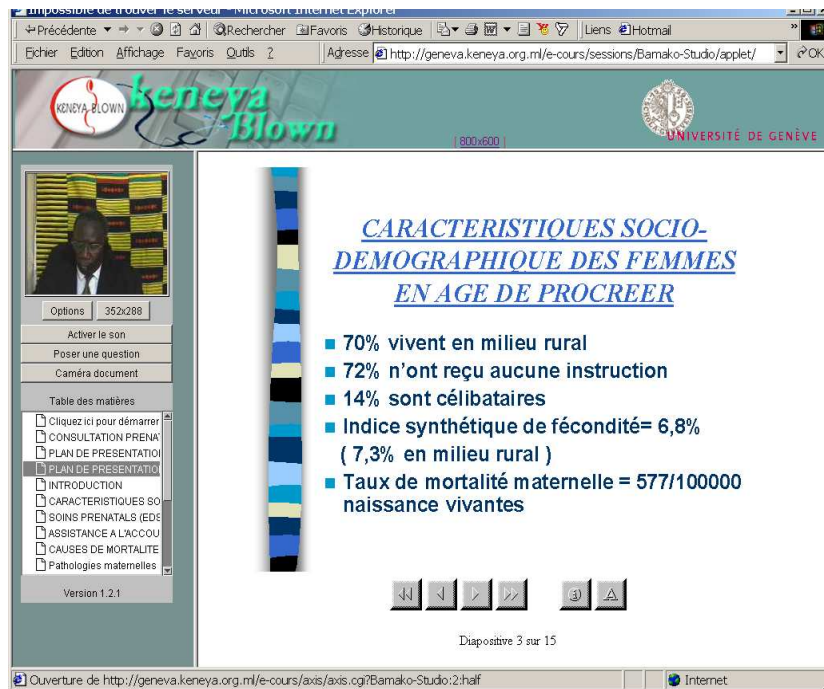 Impossible de trouver le serveur - Microsoft Internet Explorer
Précédente Rechercher Favoris Historique Liens Hotmail
Fichier Edition Affichage Favoris Outils ? Adresse http://geneva.keneya.org.ml/e-cours/sessions/Bamako-Studio/applet/ OK
KENEYA-BLOWN
keneya
Blown
[ 800x600 ]
UNIVERSITÉ DE GENÈVE
Options 352x288
Activer le son
Poser une question
Caméra document
Table des matières
Cliquez ici pour démarrer
CONSULTATION PRENA
PLAN DE PRESENTATIO
PLAN DE PRESENTATIO
INTRODUCTION
CARACTERISTIQUES SO
SOINS PRENATALS (EDS
ASSISTANCE A L'ACCOU
CAUSES DE MORTALITE
Pathologies maternelles
Version 1.2.1
CARACTERISTIQUES SOCIO-
DEMOGRAPHIQUE DES FEMMES
EN AGE DE PROCREER
70% vivent en milieu rural
72% n'ont reçu aucune instruction
14% sont célibataires
Indice synthétique de fécondité= 6,8%
( 7,3% en milieu rural )
Taux de mortalité maternelle = 577/100000
naissance vivantes
Diapositive 3 sur 15
Ouverture de http://geneva.keneya.org.ml/e-cours/axis/axis.cgi?Bamako-Studio:2:half Internet